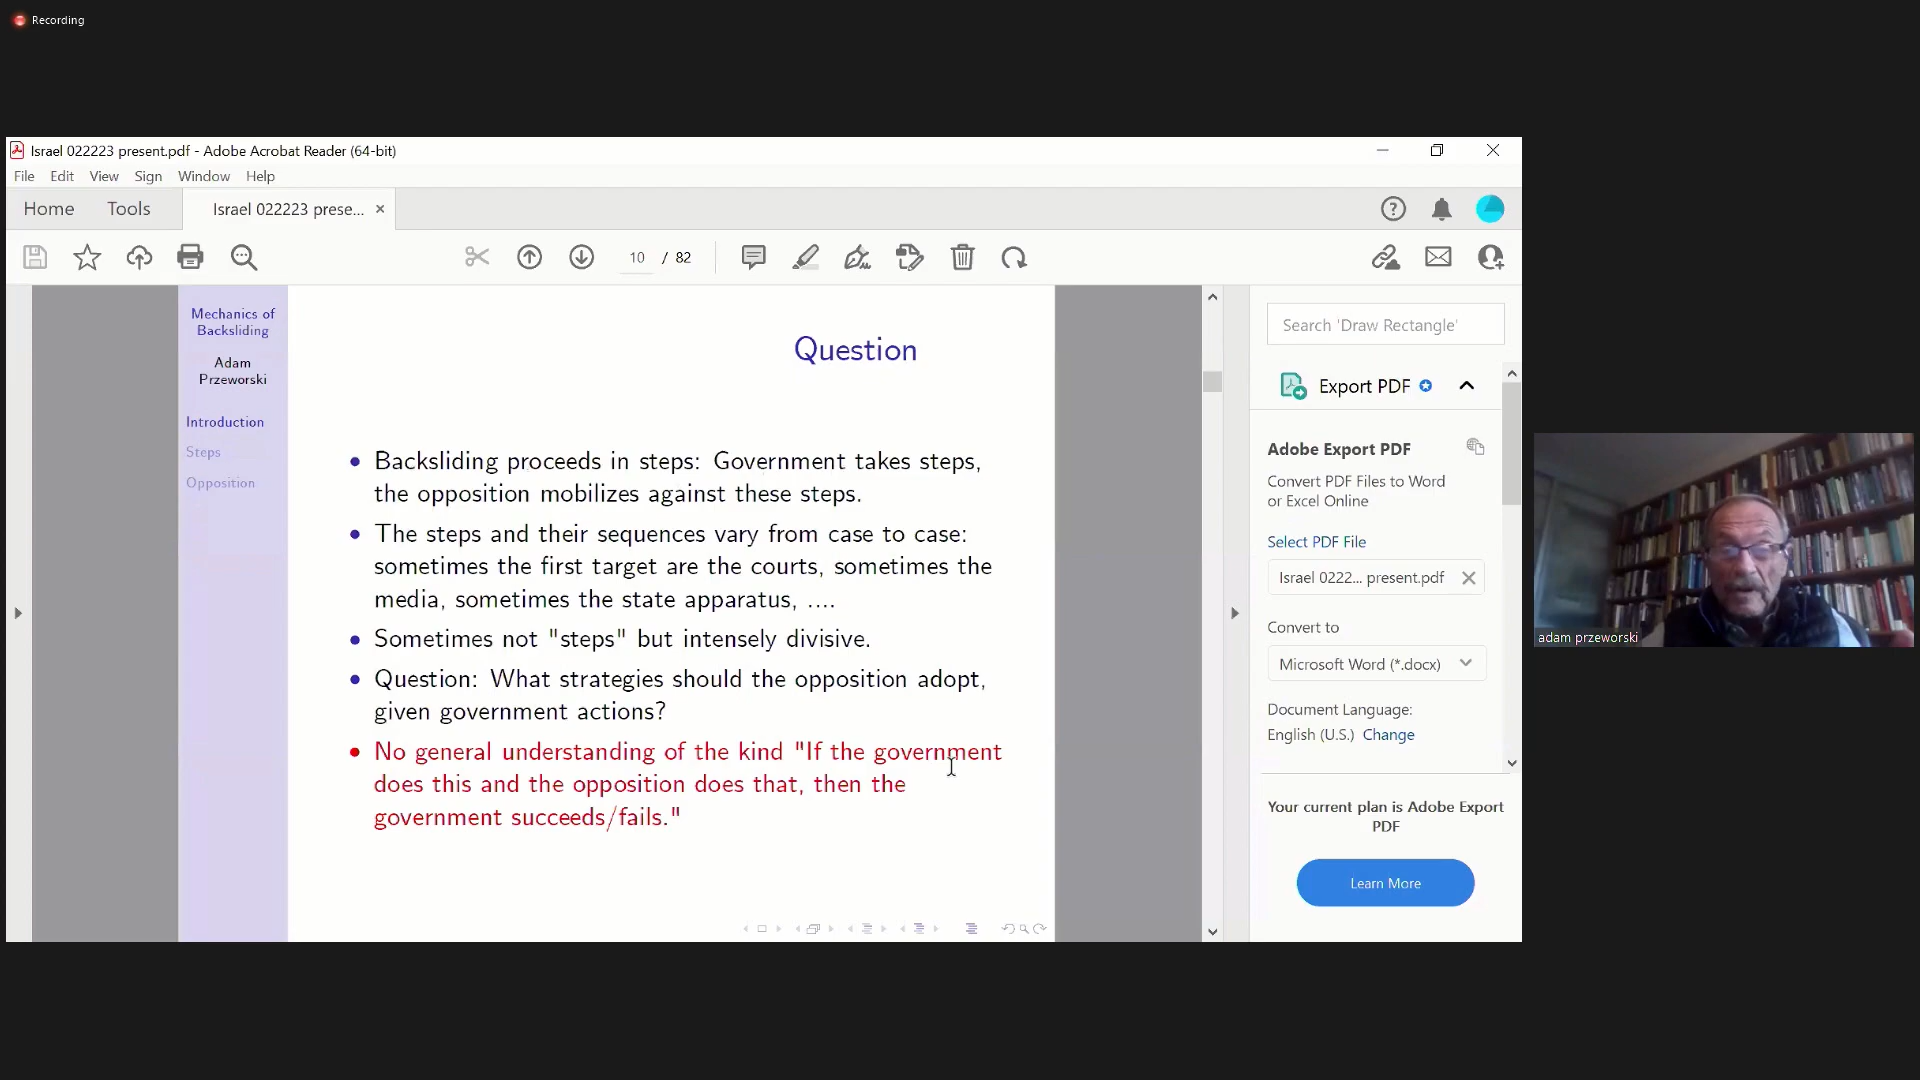 Recording
Israel 022223 present.pdf - Adobe Acrobat Reader (64-bit)
File Edit View Sign Window Help
Home Tools Israel 022223 prese... ×
10 / 82
Mechanics of
Backsliding
Adam
Przeworski
Introduction
Steps
Opposition
Question
• Backsliding proceeds in steps: Government takes steps,
the opposition mobilizes against these steps.
• The steps and their sequences vary from case to case:
sometimes the first target are the courts, sometimes the
media, sometimes the state apparatus, ....
• Sometimes not "steps" but intensely divisive.
• Question: What strategies should the opposition adopt,
given government actions?
• No general understanding of the kind "If the government
does this and the opposition does that, then the
government succeeds/fails."
Search 'Draw Rectangle'
Export PDF
Adobe Export PDF
Convert PDF Files to Word
or Excel Online
Select PDF File
Israel 0222... present.pdf
Convert to
Microsoft Word (*.docx)
Document Language:
English (U.S.) Change
Your current plan is Adobe Export
PDF
Learn More
adam przeworski